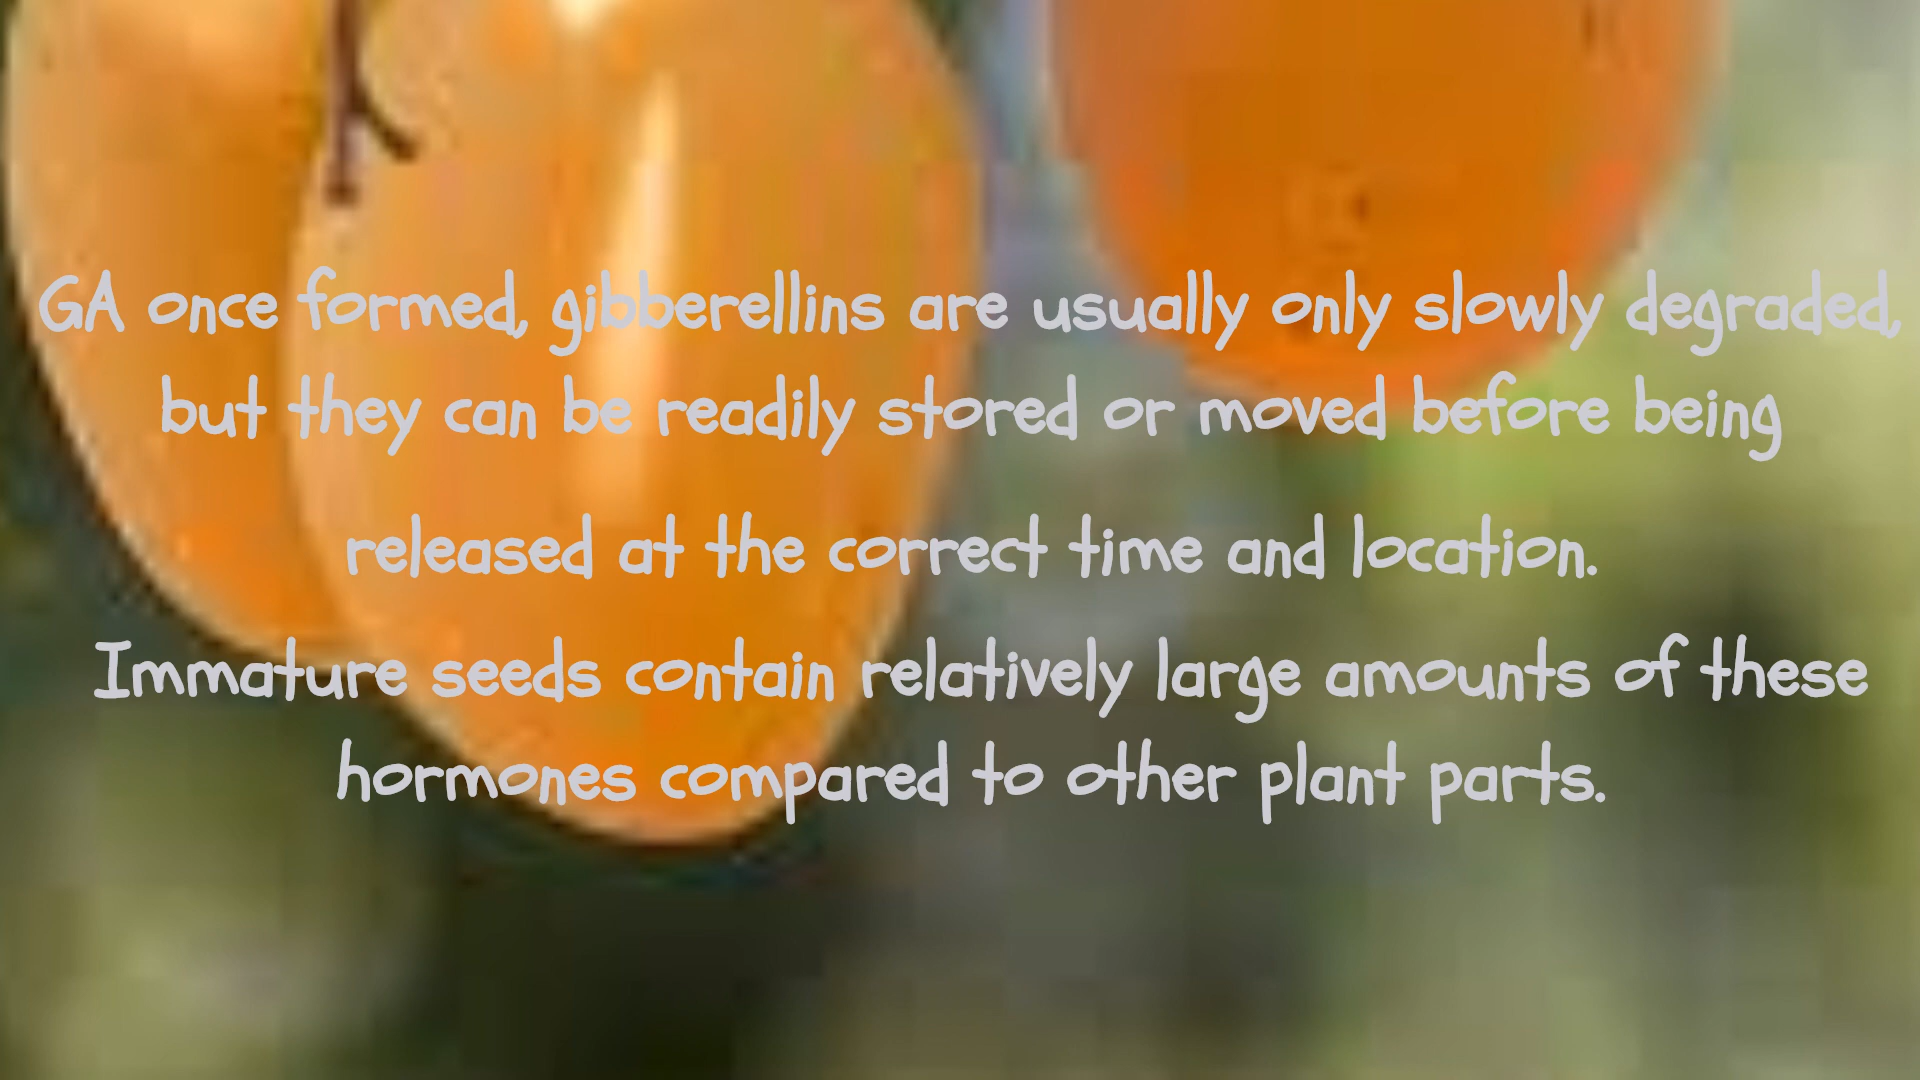 GA once formed, gibberellins are usually only slowly degraded,
but they can be readily stored or moved before being
released at the correct time and location.
Immature seeds contain relatively large amounts of these
hormones compared to other plant parts.